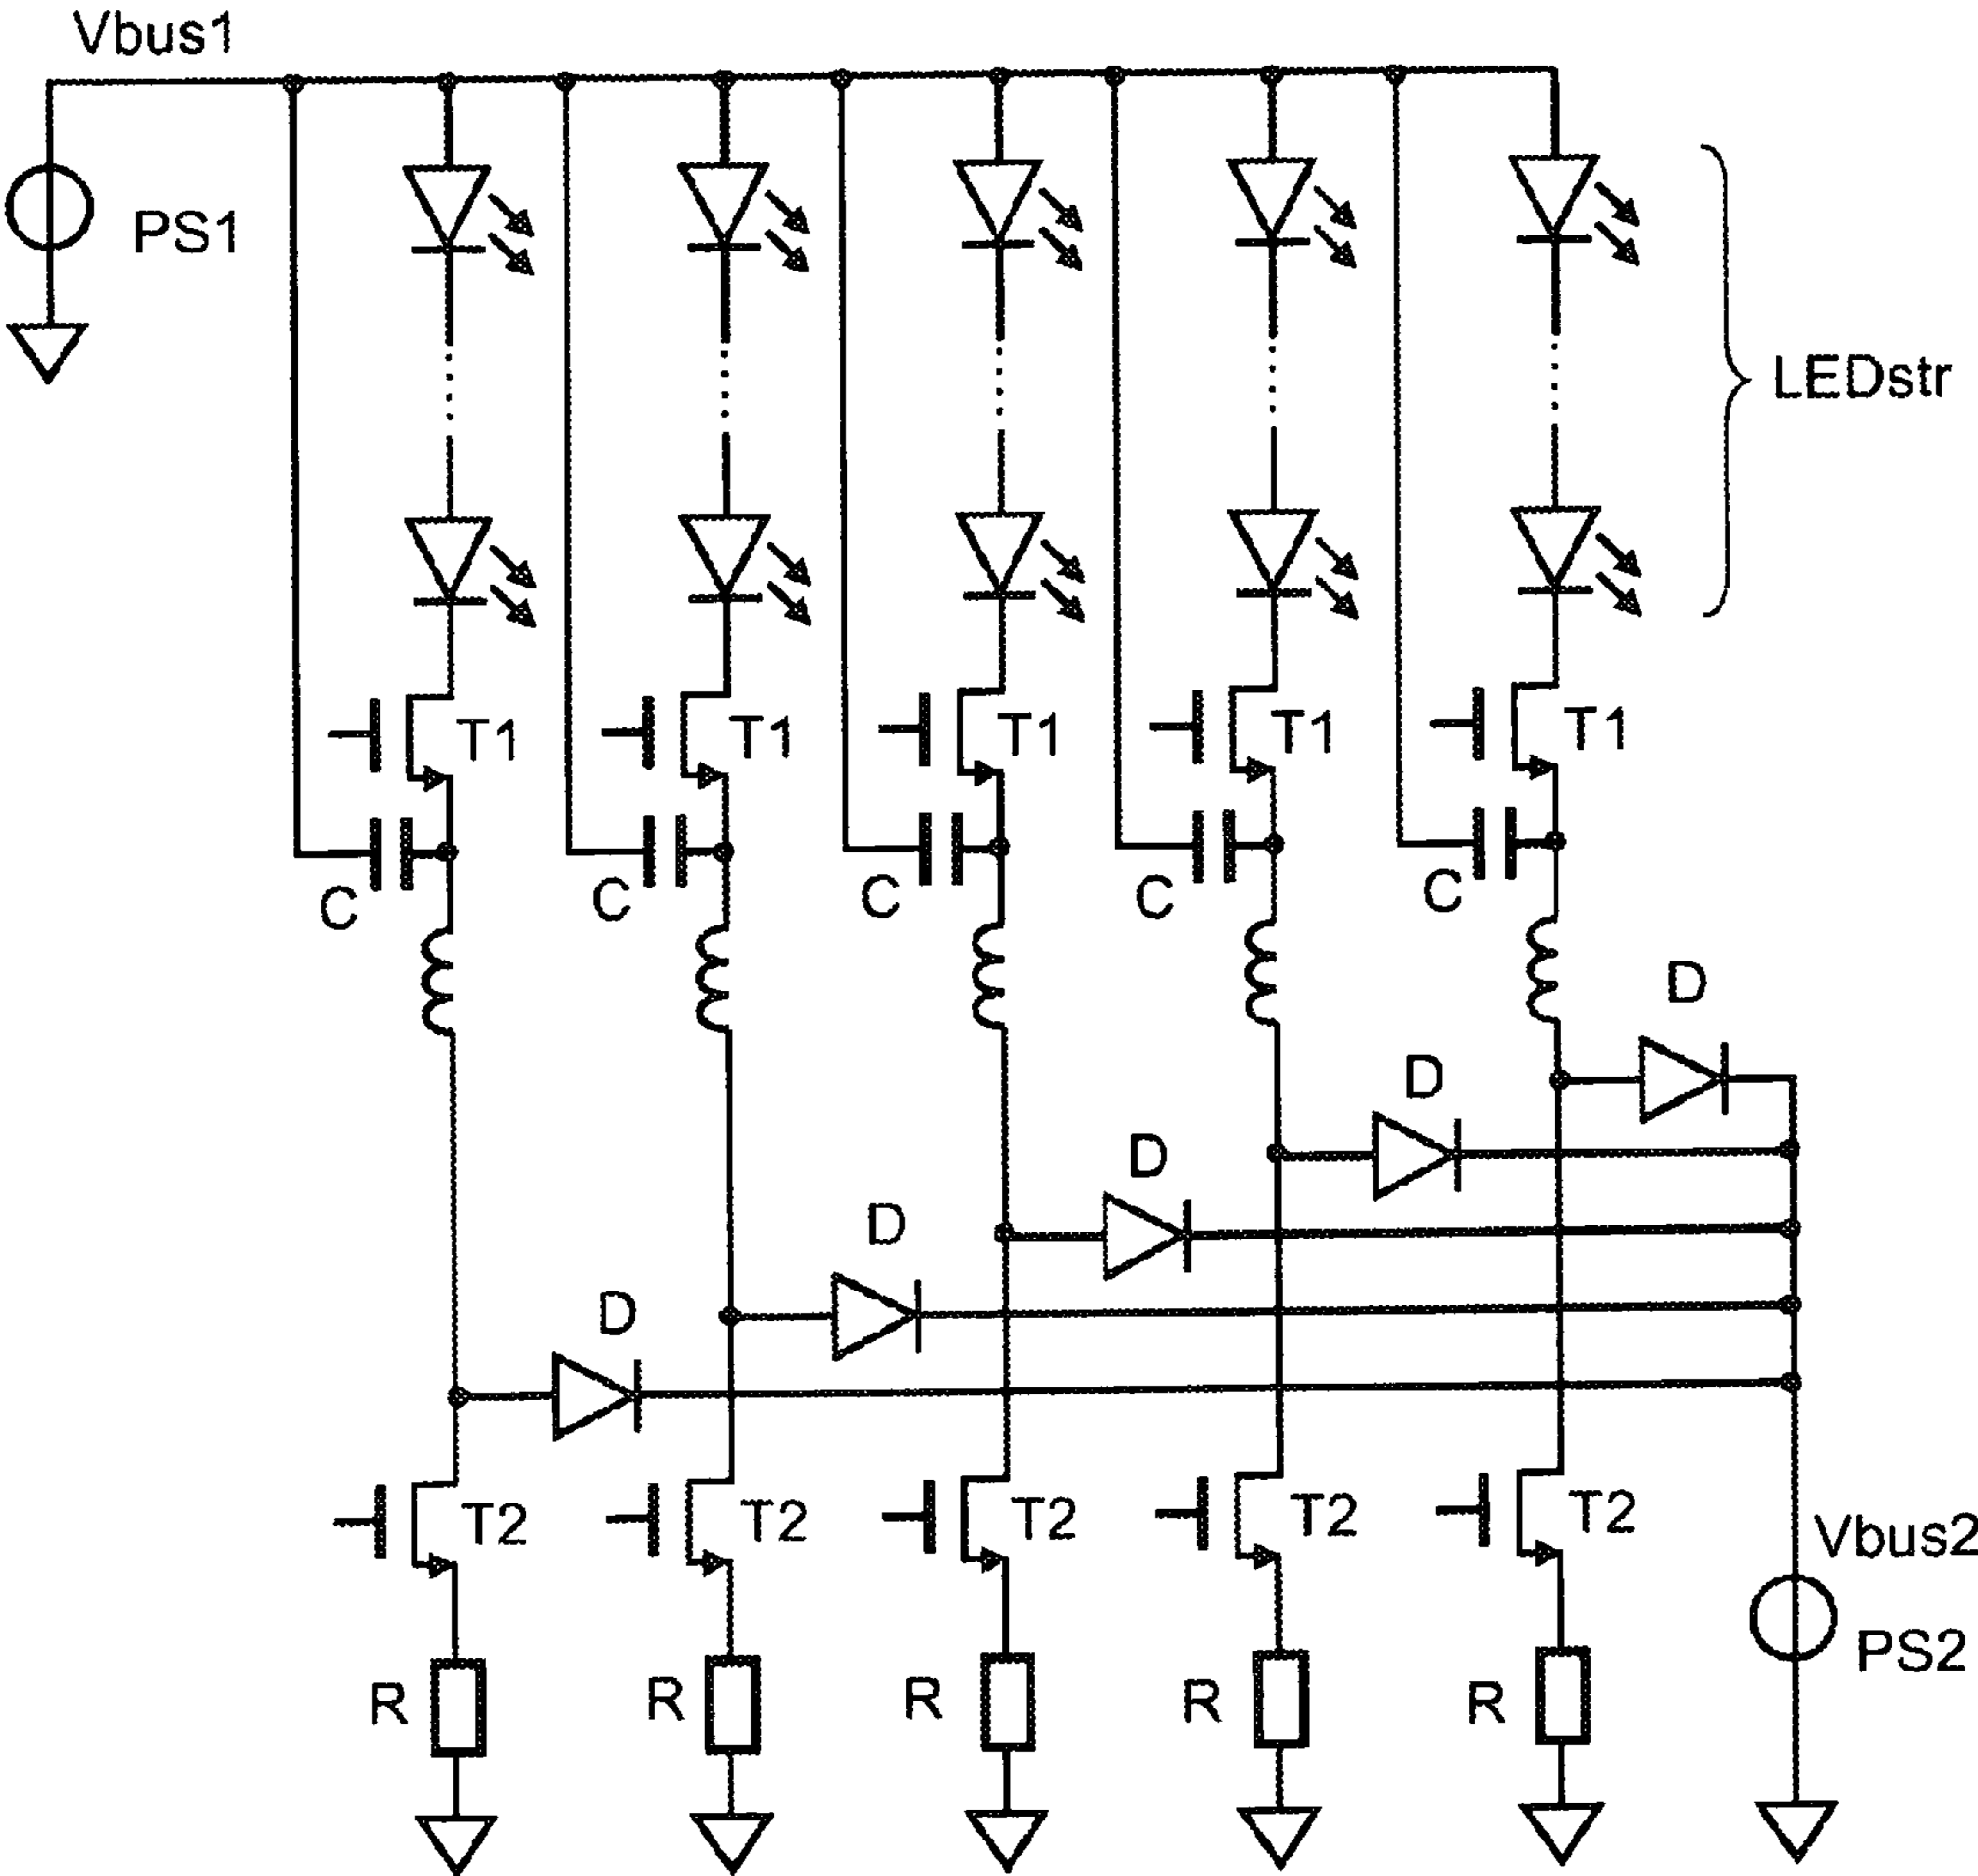 Vbus1
PS1
LEDstr
T1 T1 T1 T1 T1
C C C C C
D
D
D
D
D
T2 T2 T2 T2 T2
Vbus2
PS2
R R R R R